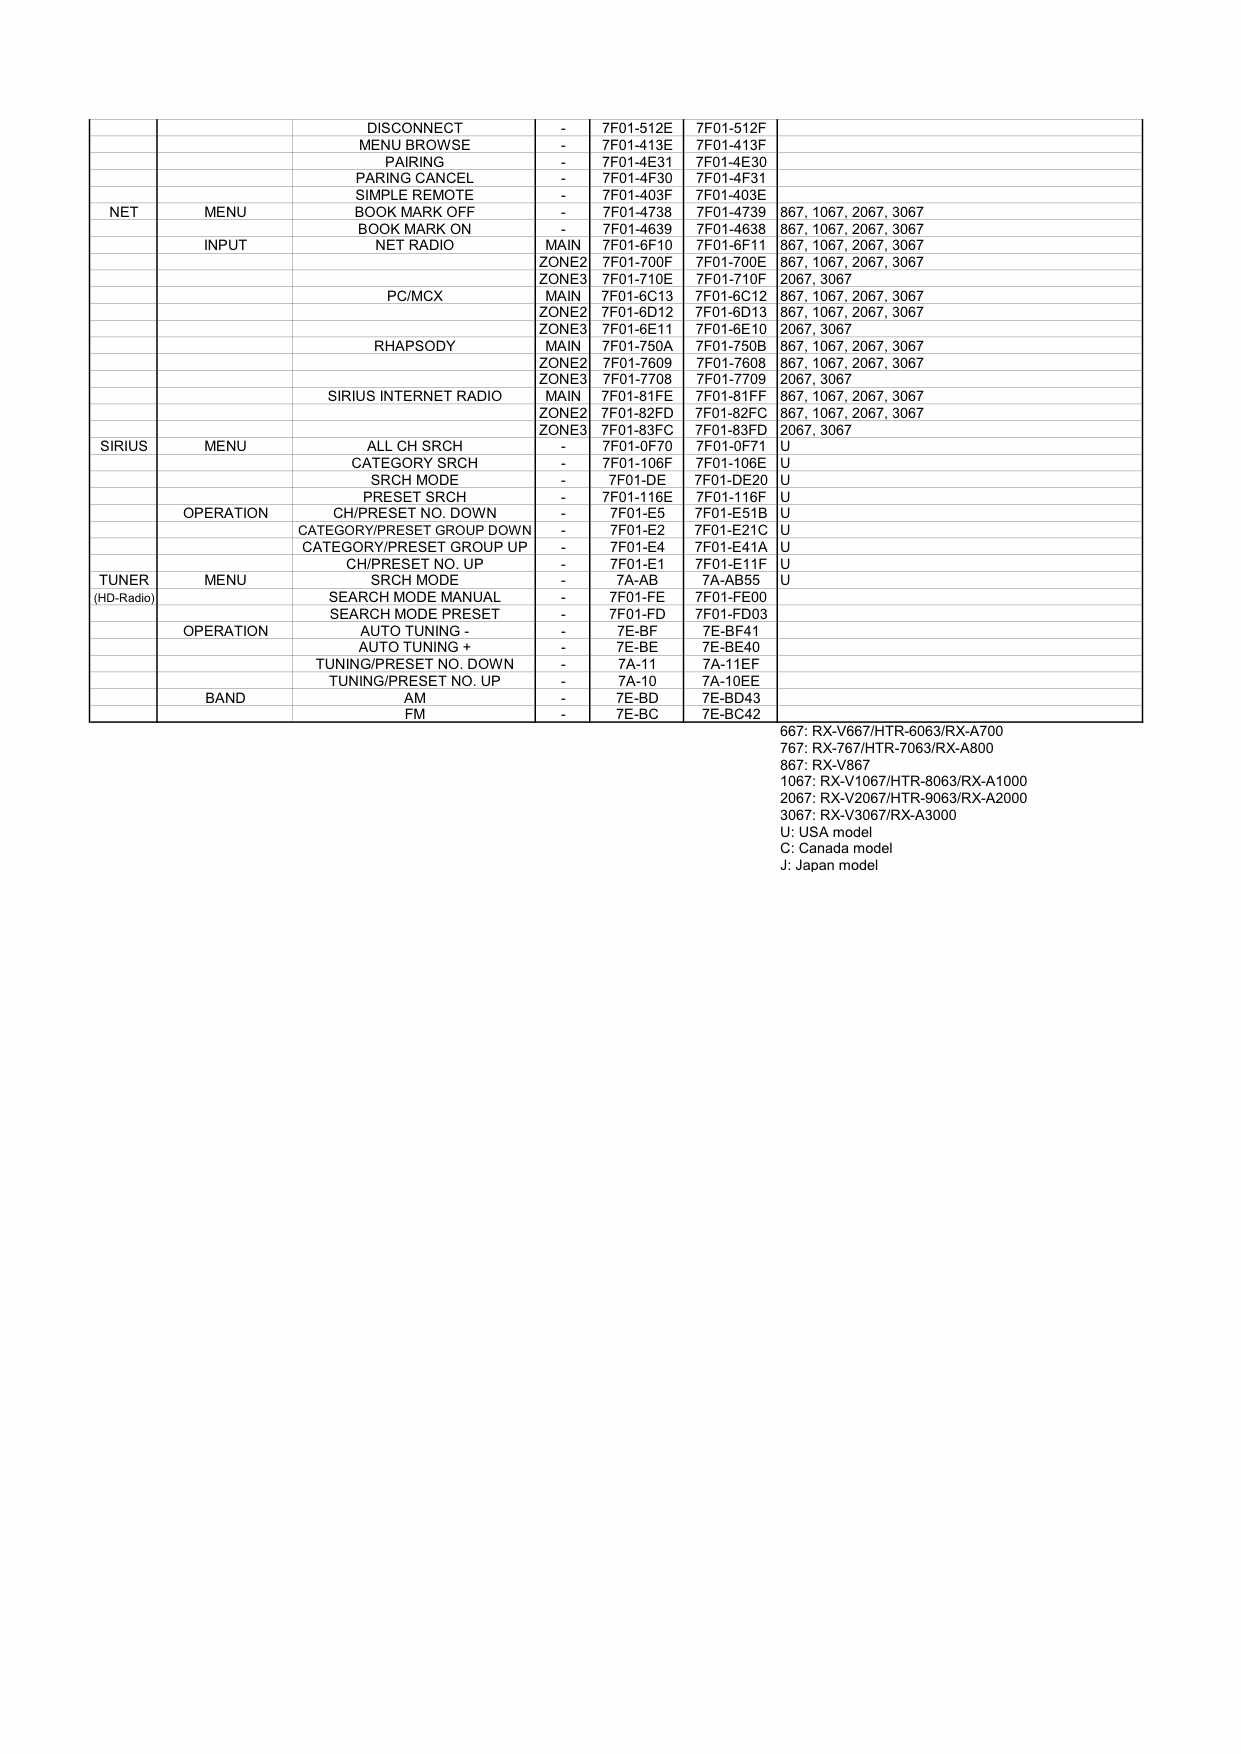 DISCONNECT - 7F01-512E 7F01-512F
MENU BROWSE - 7F01-413E 7F01-413F
PAIRING - 7F01-4E31 7F01-4E30
PARING CANCEL - 7F01-4F30 7F01-4F31
SIMPLE REMOTE - 7F01-403F 7F01-403E
NET MENU BOOK MARK OFF - 7F01-4738 7F01-4739 867, 1067, 2067, 3067
BOOK MARK ON - 7F01-4639 7F01-4638 867, 1067, 2067, 3067
INPUT NET RADIO MAIN 7F01-6F10 7F01-6F11 867, 1067, 2067, 3067
ZONE2 7F01-700F 7F01-700E 867, 1067, 2067, 3067
ZONE3 7F01-710E 7F01-710F 2067, 3067
PC/MCX MAIN 7F01-6C13 7F01-6C12 867, 1067, 2067, 3067
ZONE2 7F01-6D12 7F01-6D13 867, 1067, 2067, 3067
ZONE3 7F01-6E11 7F01-6E10 2067, 3067
RHAPSODY MAIN 7F01-750A 7F01-750B 867, 1067, 2067, 3067
ZONE2 7F01-7609 7F01-7608 867, 1067, 2067, 3067
ZONE3 7F01-7708 7F01-7709 2067, 3067
SIRIUS INTERNET RADIO MAIN 7F01-81FE 7F01-81FF 867, 1067, 2067, 3067
ZONE2 7F01-82FD 7F01-82FC 867, 1067, 2067, 3067
ZONE3 7F01-83FC 7F01-83FD 2067, 3067
SIRIUS MENU ALL CH SRCH - 7F01-0F70 7F01-0F71 U
CATEGORY SRCH - 7F01-106F 7F01-106E U
SRCH MODE - 7F01-DE 7F01-DE20 U
PRESET SRCH - 7F01-116E 7F01-116F U
OPERATION CH/PRESET NO. DOWN - 7F01-E5 7F01-E51B U
CATEGORY/PRESET GROUP DOWN - 7F01-E2 7F01-E21C U
CATEGORY/PRESET GROUP UP - 7F01-E4 7F01-E41A U
CH/PRESET NO. UP - 7F01-E1 7F01-E11F U
TUNER MENU SRCH MODE - 7A-AB 7A-AB55 U
(HD-Radio) SEARCH MODE MANUAL - 7F01-FE 7F01-FE00
SEARCH MODE PRESET - 7F01-FD 7F01-FD03
OPERATION AUTO TUNING - - 7E-BF 7E-BF41
AUTO TUNING + - 7E-BE 7E-BE40
TUNING/PRESET NO. DOWN - 7A-11 7A-11EF
TUNING/PRESET NO. UP - 7A-10 7A-10EE
BAND AM - 7E-BD 7E-BD43
FM - 7E-BC 7E-BC42
667: RX-V667/HTR-6063/RX-A700
767: RX-767/HTR-7063/RX-A800
867: RX-V867
1067: RX-V1067/HTR-8063/RX-A1000
2067: RX-V2067/HTR-9063/RX-A2000
3067: RX-V3067/RX-A3000
U: USA model
C: Canada model
J: Japan model